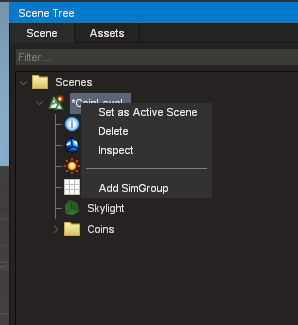 Scene Tree
Scene Assets
Filter...
Scenes
*CoinLevel
Set as Active Scene
Delete
Inspect
Add SimGroup
Skylight
Coins